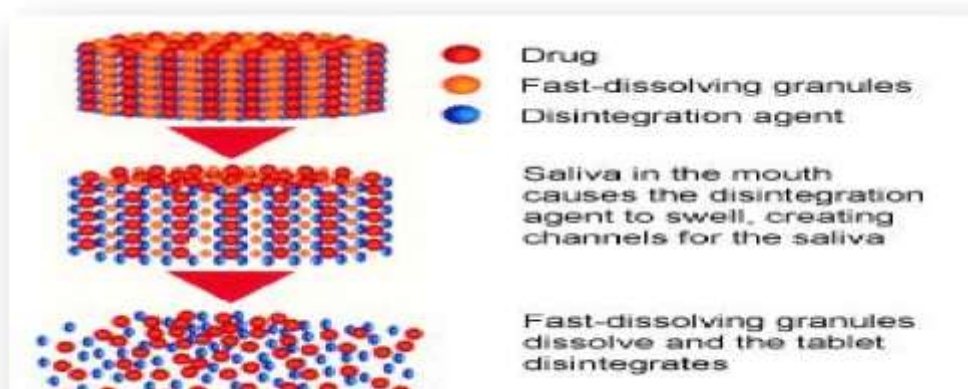 Drug
Fast-dissolving granules
Disintegration agent
Saliva in the mouth
causes the disintegration
agent to swell, creating
channels for the saliva
Fast-dissolving granules
dissolve and the tablet
disintegrates